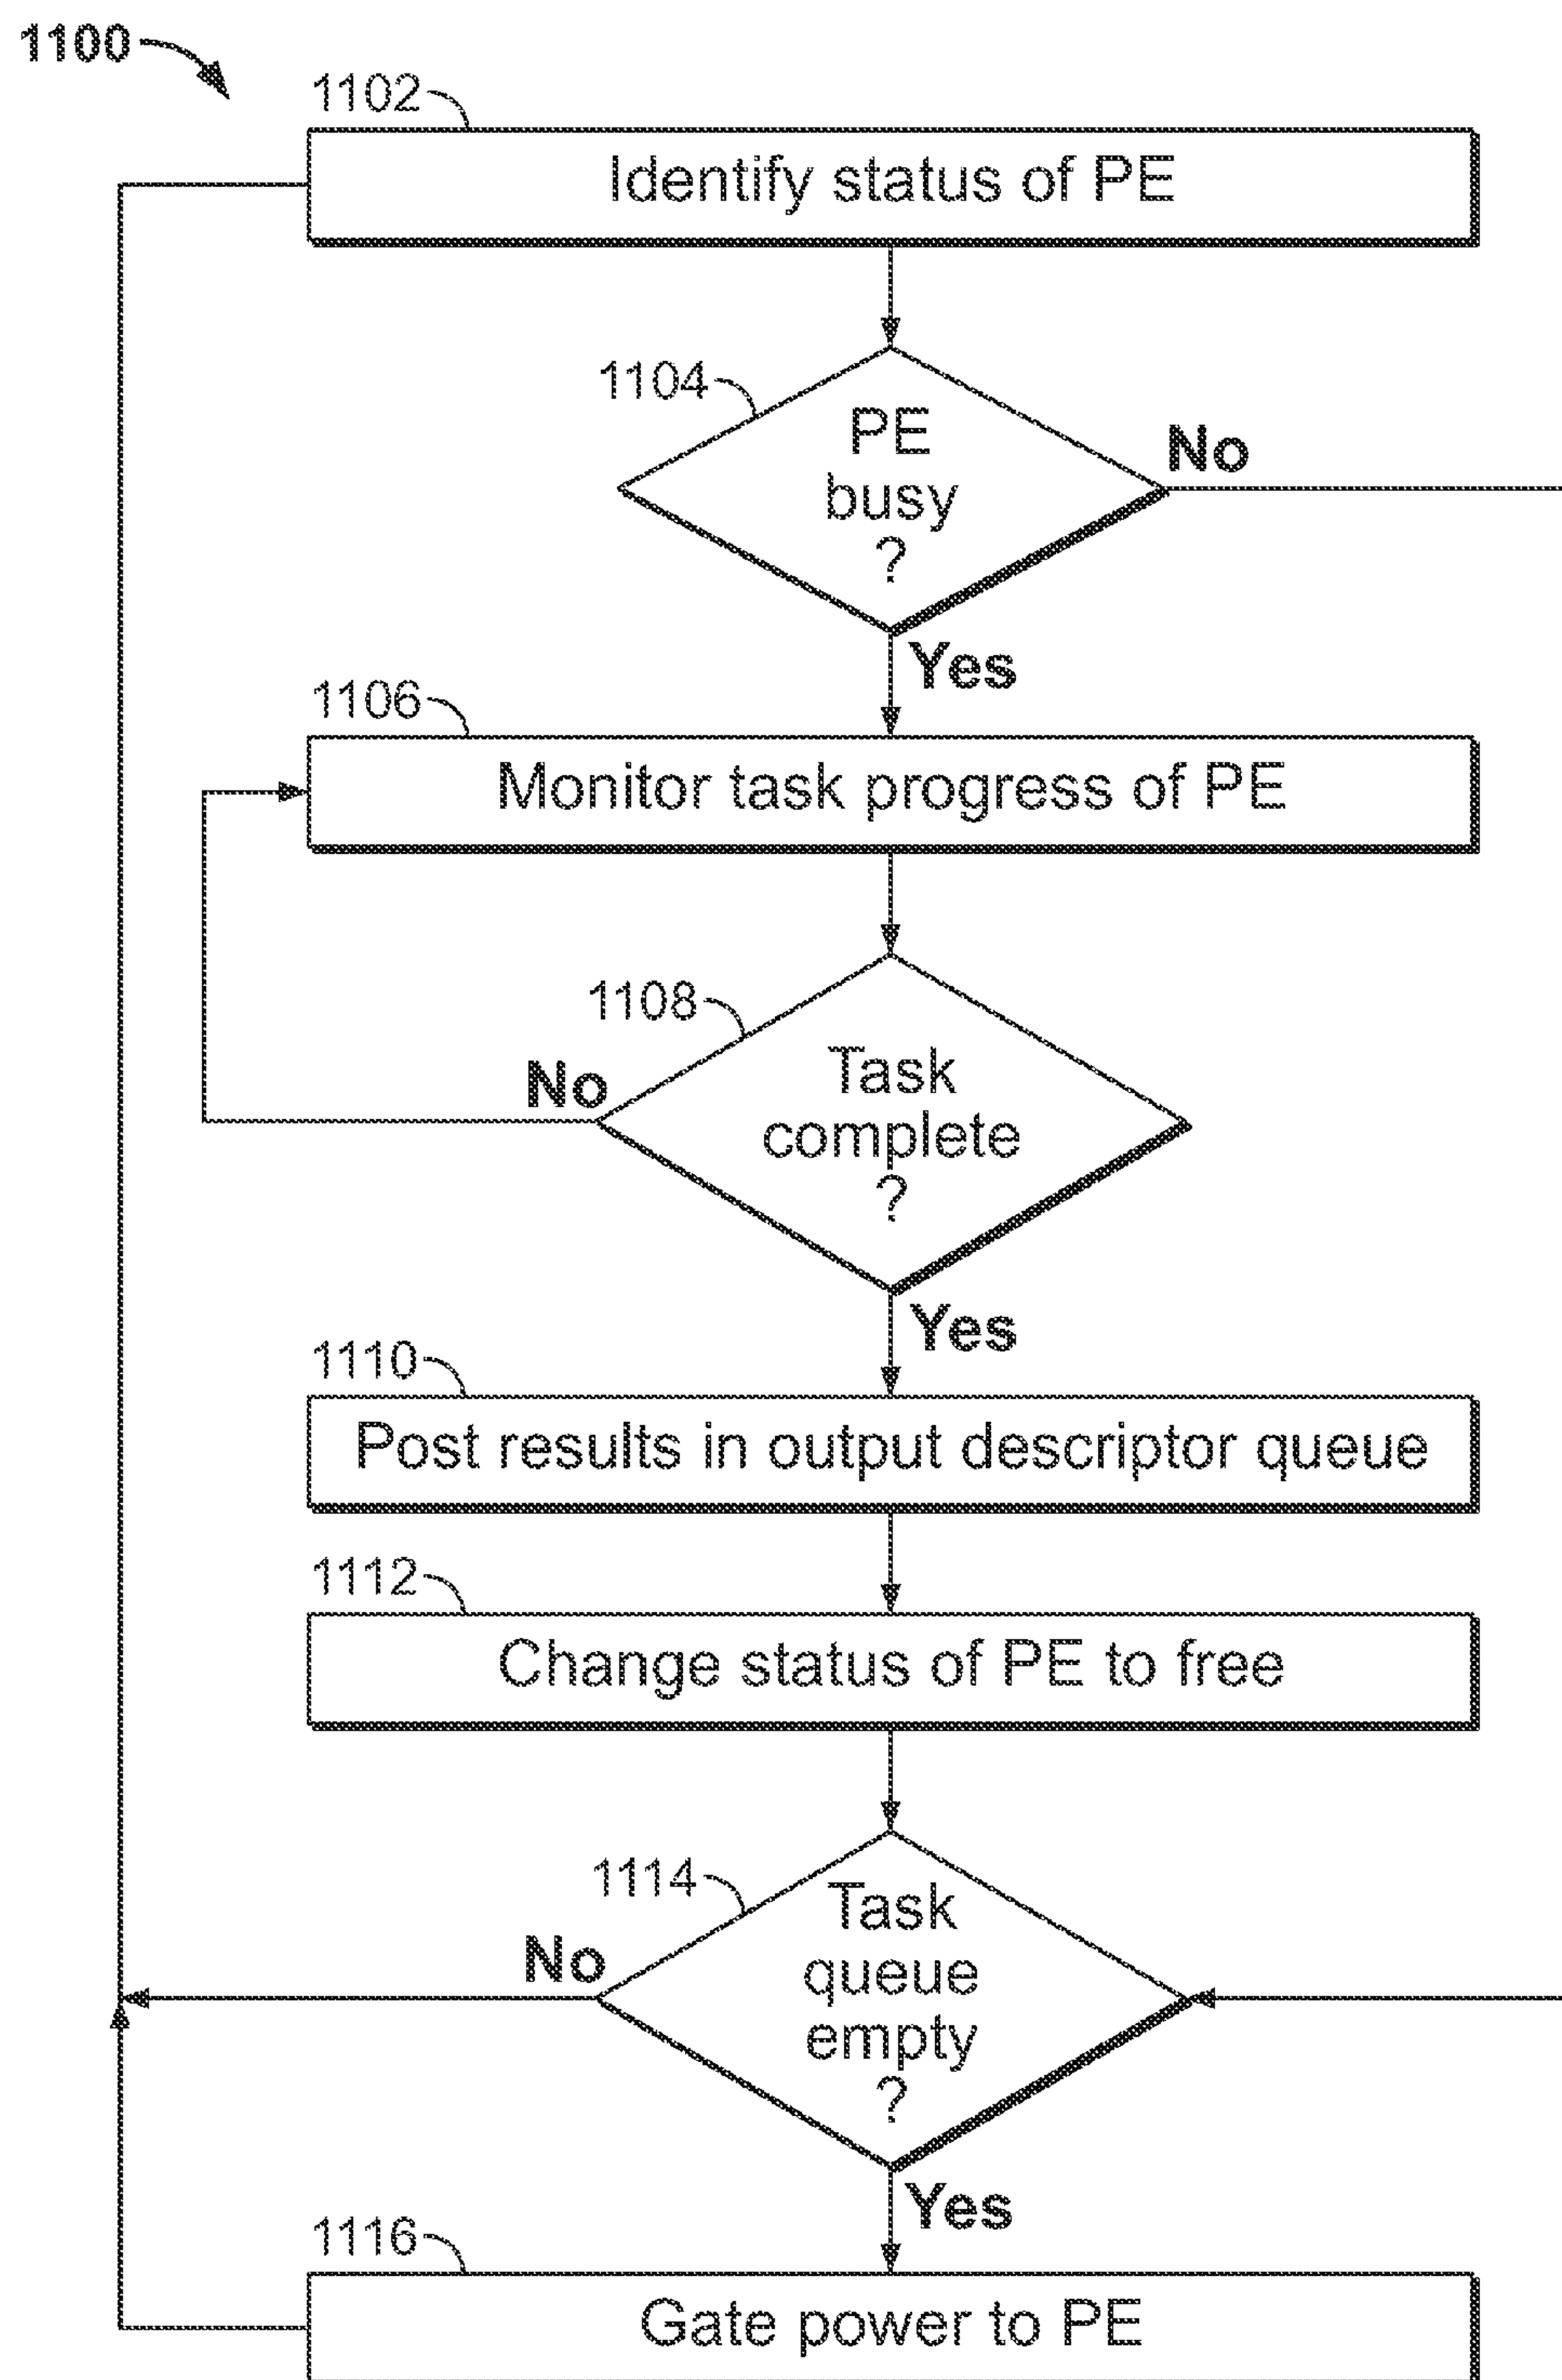 1100
1102
Identify status of PE
1104
PE
busy
?
No
Yes
1106
Monitor task progress of PE
1108
Task
complete
?
No
Yes
1110
Post results in output descriptor queue
1112
Change status of PE to free
1114
Task
queue
empty
?
No
Yes
1116
Gate power to PE